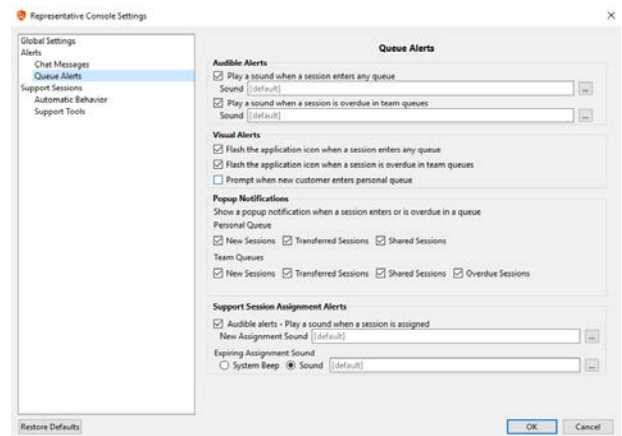 Representative Console Settings
Global Settings
Alerts
Chat Messages
Queue Alerts
Support Sessions
Automatic Behavior
Support Tools
Queue Alerts
Audible Alerts
Play a sound when a session enters any queue
Sound [default] ...
Play a sound when a session is overdue in team queues
Sound [default] ...
Visual Alerts
Flash the application icon when a session enters any queue
Flash the application icon when a session is overdue in team queues
Prompt when new customer enters personal queue
Popup Notifications
Show a popup notification when a session enters or is overdue in a queue
Personal Queue
New Sessions Transferred Sessions Shared Sessions
Team Queues
New Sessions Transferred Sessions Shared Sessions Overdue Sessions
Support Session Assignment Alerts
Audible alerts - Play a sound when a session is assigned
New Assignment Sound [default] ...
Expiring Assignment Sound
System Beep Sound [default] ...
Restore Defaults OK Cancel